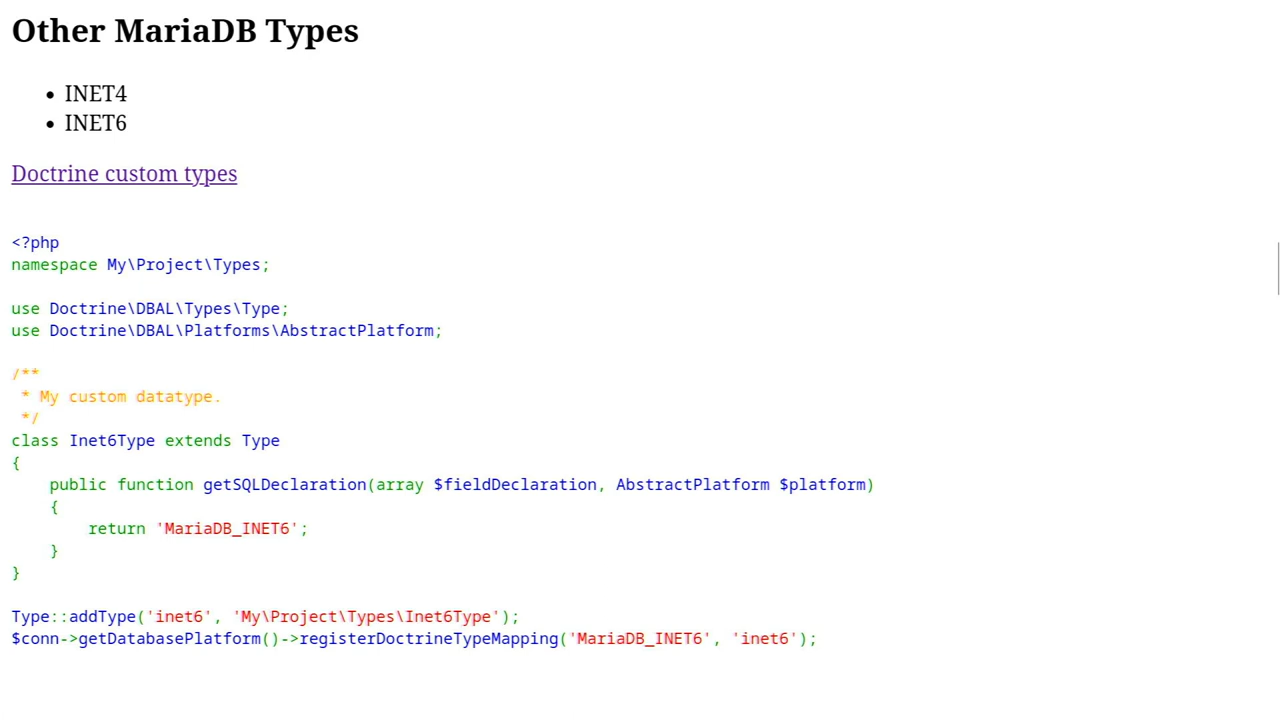 Other MariaDB Types
• INET4
• INET6
Doctrine custom types
<?php
namespace My\Project\Types;
use Doctrine\DBAL\Types\Type;
use Doctrine\DBAL\Platforms\AbstractPlatform;
/**
 * My custom datatype.
 */
class Inet6Type extends Type
{
    public function getSQLDeclaration(array $fieldDeclaration, AbstractPlatform $platform)
    {
        return 'MariaDB_INET6';
    }
}
Type::addType('inet6', 'My\Project\Types\Inet6Type');
$conn->getDatabasePlatform()->registerDoctrineTypeMapping('MariaDB_INET6', 'inet6');